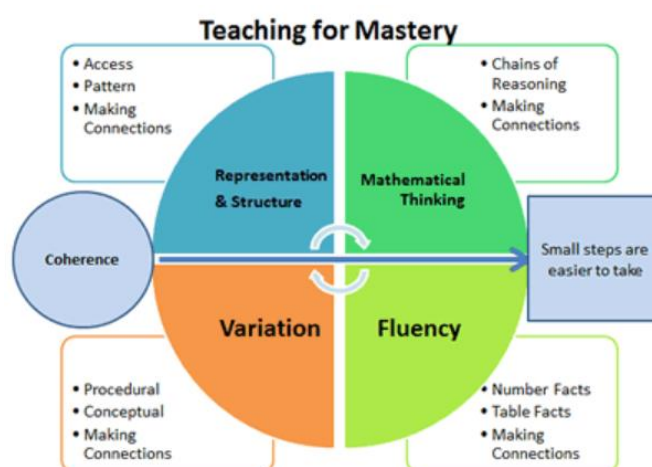 Teaching for Mastery
• Access
• Pattern
• Making
Connections
• Chains of
Reasoning
• Making
Connections
Representation
& Structure
Mathematical
Thinking
Coherence
Small steps are
easier to take
Variation
Fluency
• Procedural
• Conceptual
• Making
Connections
• Number Facts
• Table Facts
• Making
Connections